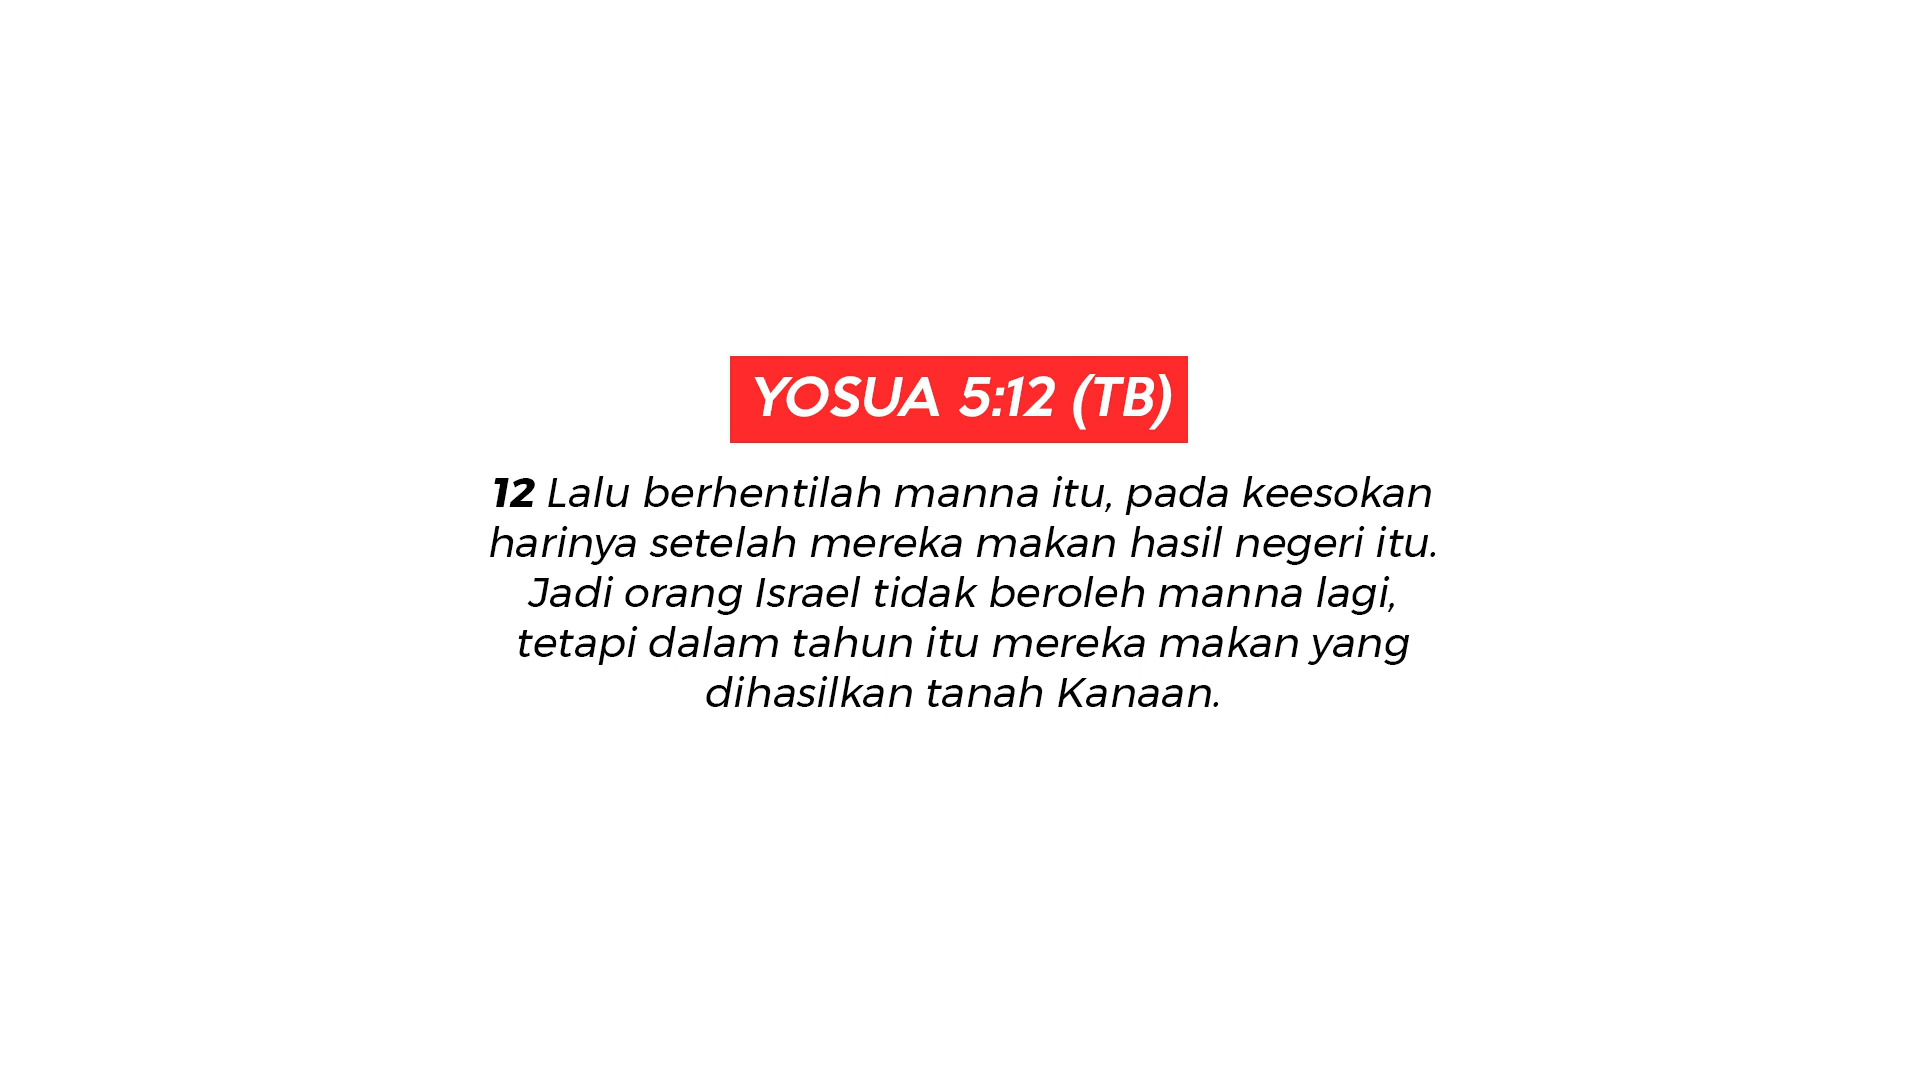 YOSUA 5:12 (TB)
12 Lalu berhentilah manna itu, pada keesokan
harinya setelah mereka makan hasil negeri itu.
Jadi orang Israel tidak beroleh manna lagi,
tetapi dalam tahun itu mereka makan yang
dihasilkan tanah Kanaan.